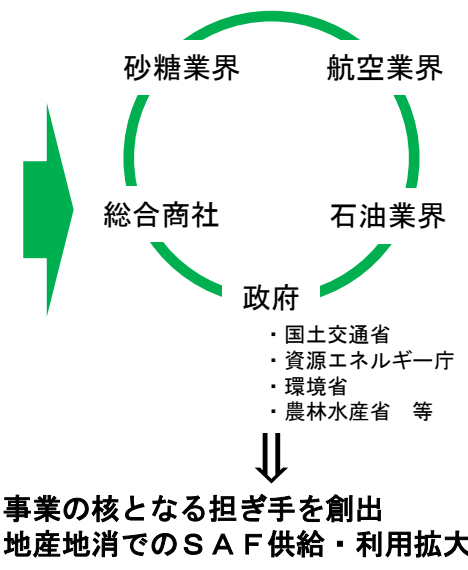 砂糖業界
航空業界
総合商社
石油業界
政府
・国土交通省
・資源エネルギー庁
・環境省
・農林水産省　等
⇓
事業の核となる担ぎ手を創出
地産地消でのＳＡＦ供給・利用拡大